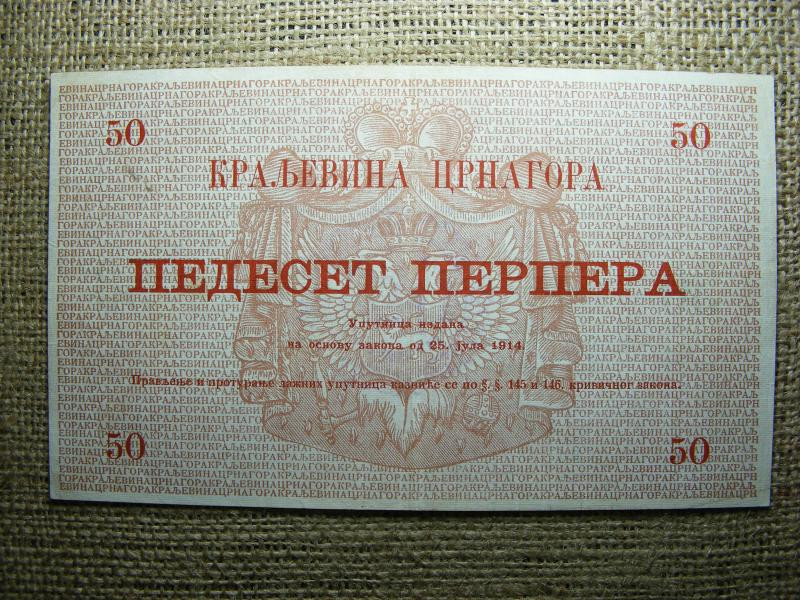 50 50
КРАЉЕВИНА ЦРНАГОРА
ПЕДЕСЕТ ПЕРПЕРА
Упутница издана
на основу закона од 25. јула 1914.
Прављење и протурање лажних упутница казниће се по §. §. 145 и 146. кривичног закона.
50 50